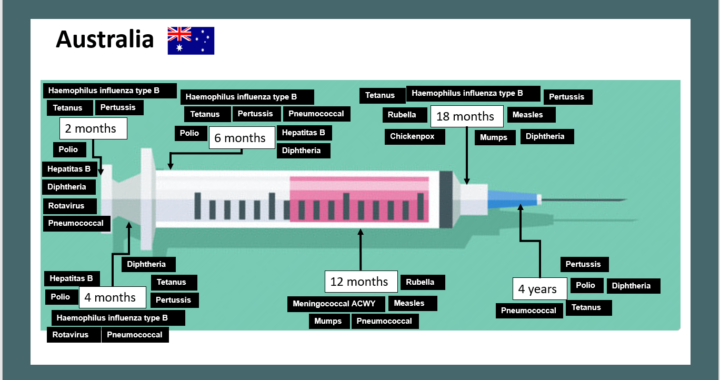 Australia
Haemophilus influenza type B
Tetanus
Pertussis
2 months
Polio
Hepatitas B
Diphtheria
Rotavirus
Pneumococcal
Haemophilus influenza type B
Tetanus
Pertussis
Pneumococcal
Polio
6 months
Hepatitas B
Diphtheria
Tetanus
Haemophilus influenza type B
Pertussis
Rubella
18 months
Measles
Chickenpox
Mumps
Diphtheria
Diphtheria
Hepatitas B
Tetanus
Polio
4 months
Pertussis
Haemophilus influenza type B
Rotavirus
Pneumococcal
12 months
Rubella
Meningococcal ACWY
Measles
Mumps
Pneumococcal
Pertussis
4 years
Polio
Diphtheria
Pneumococcal
Tetanus